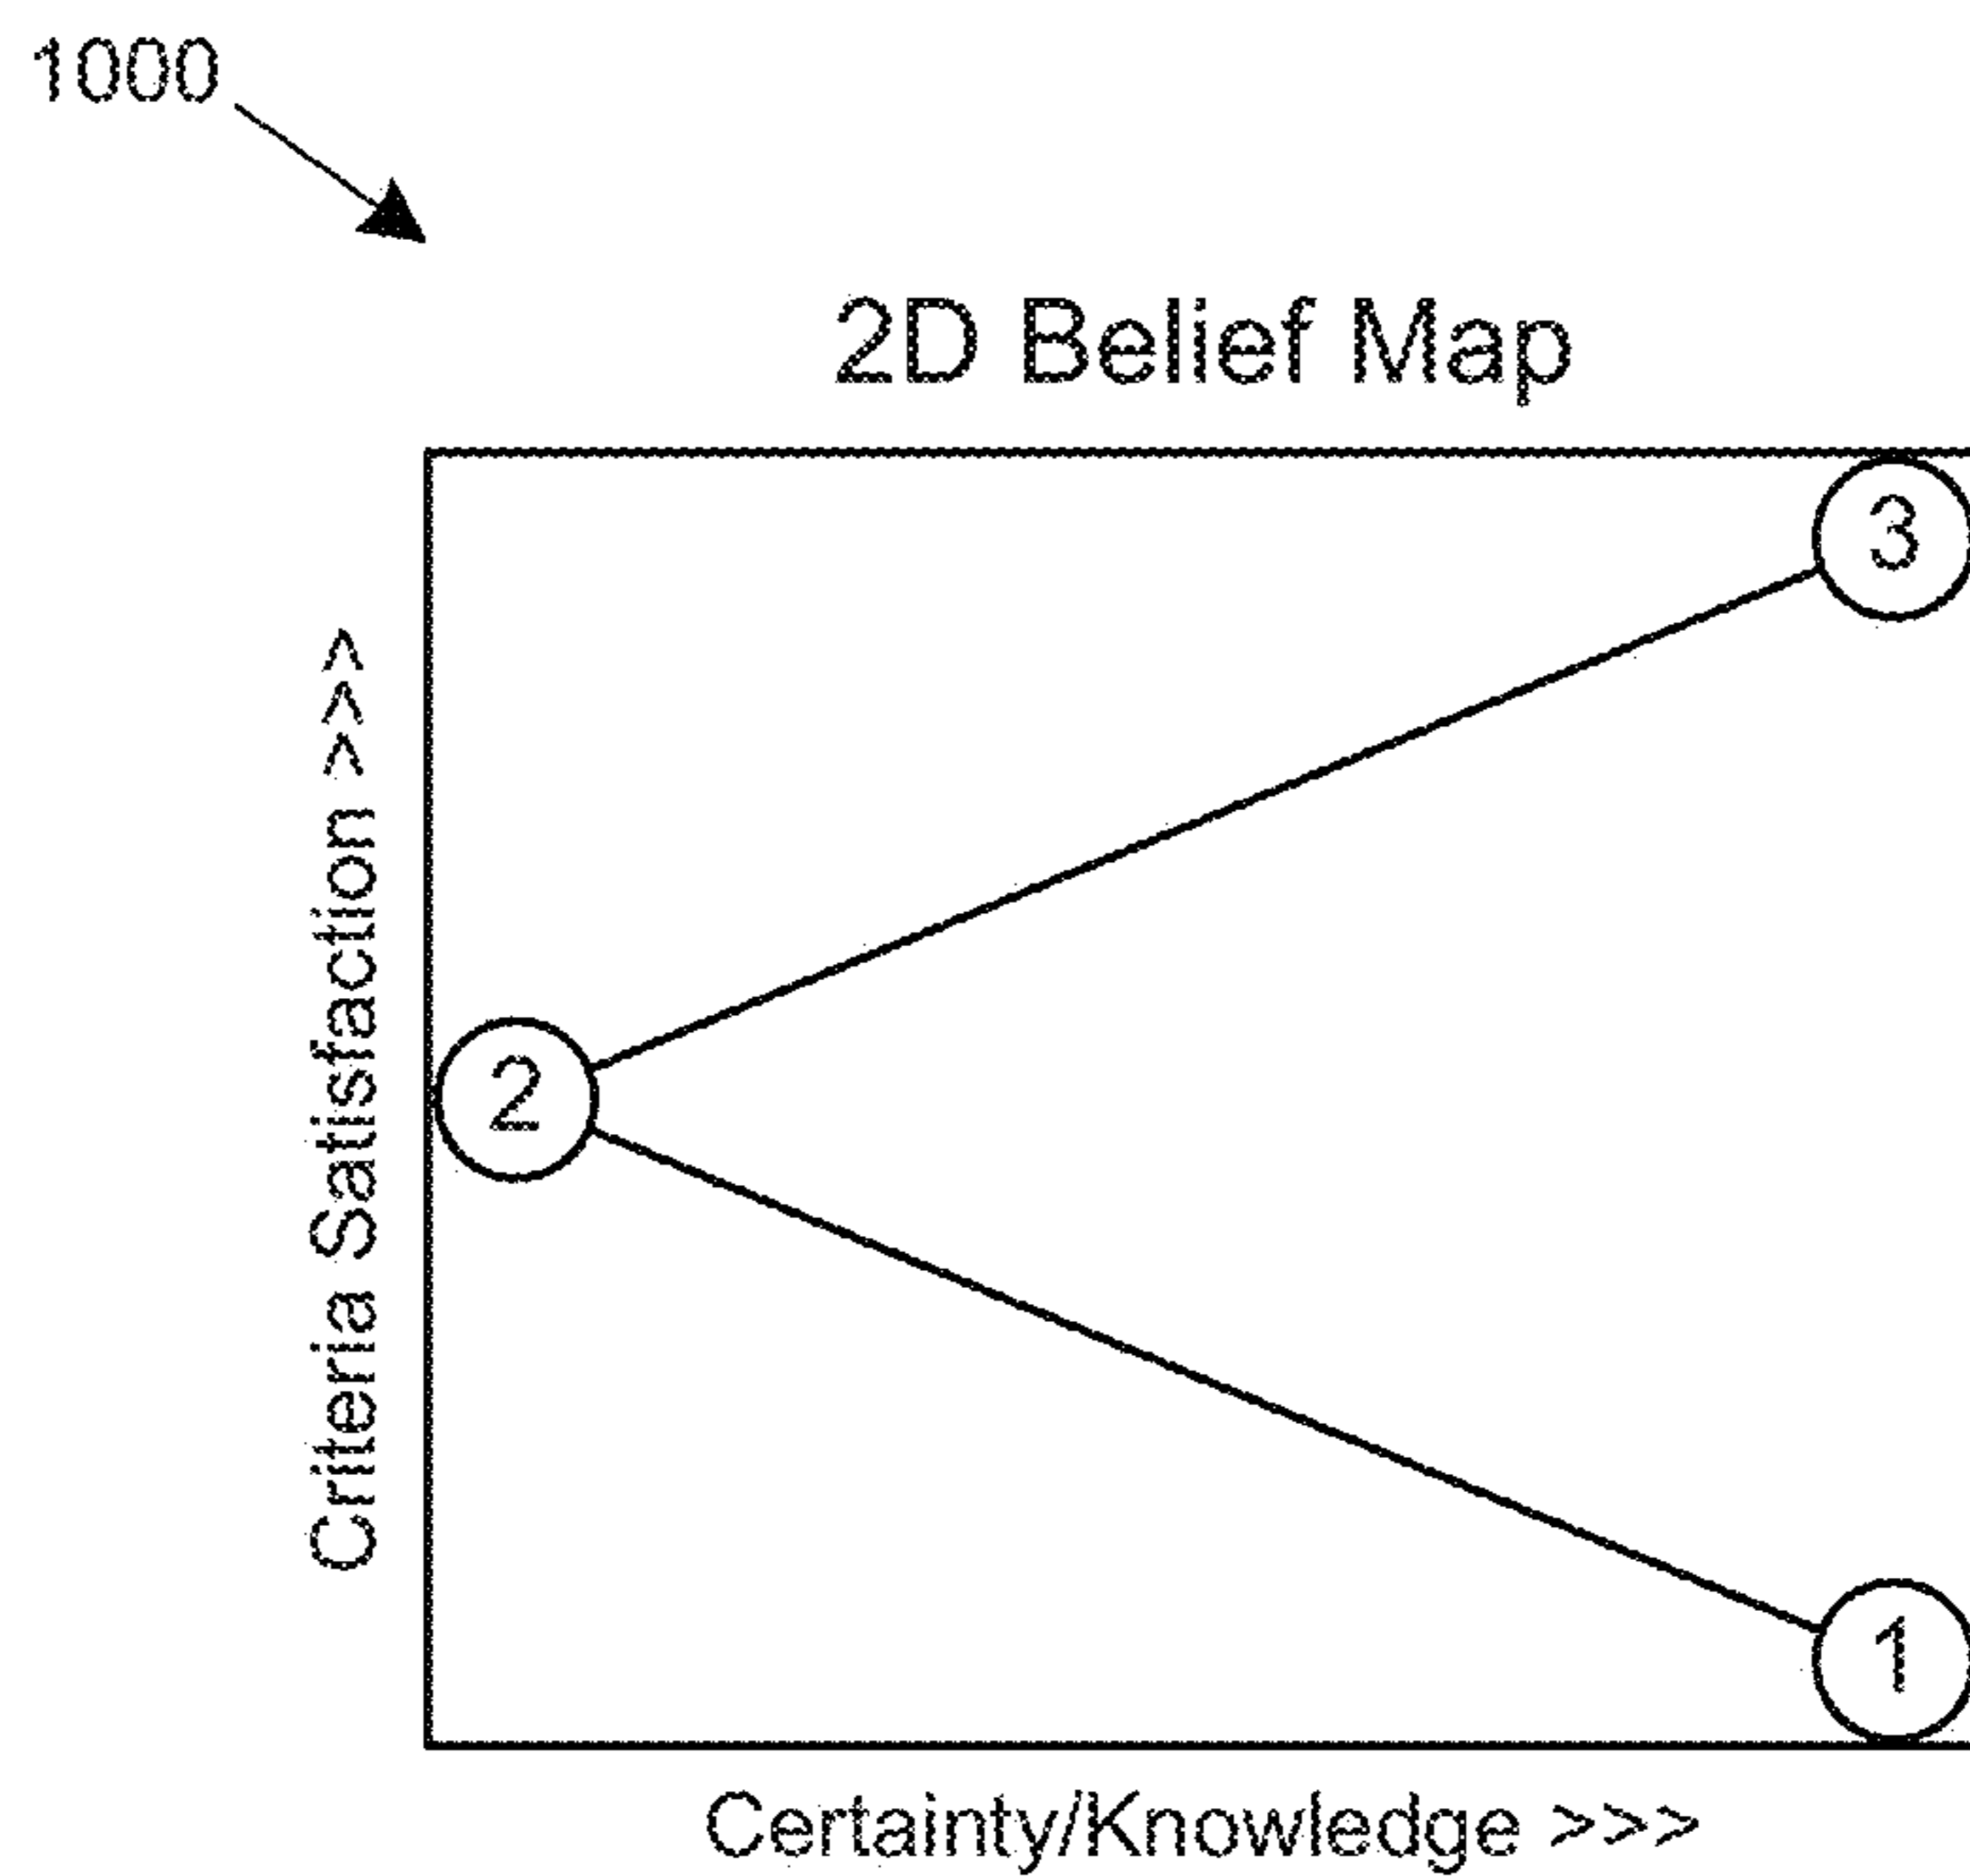 1000
2D Belief Map
3
Criteria Satisfaction >>>
2
1
Certainty/Knowledge >>>